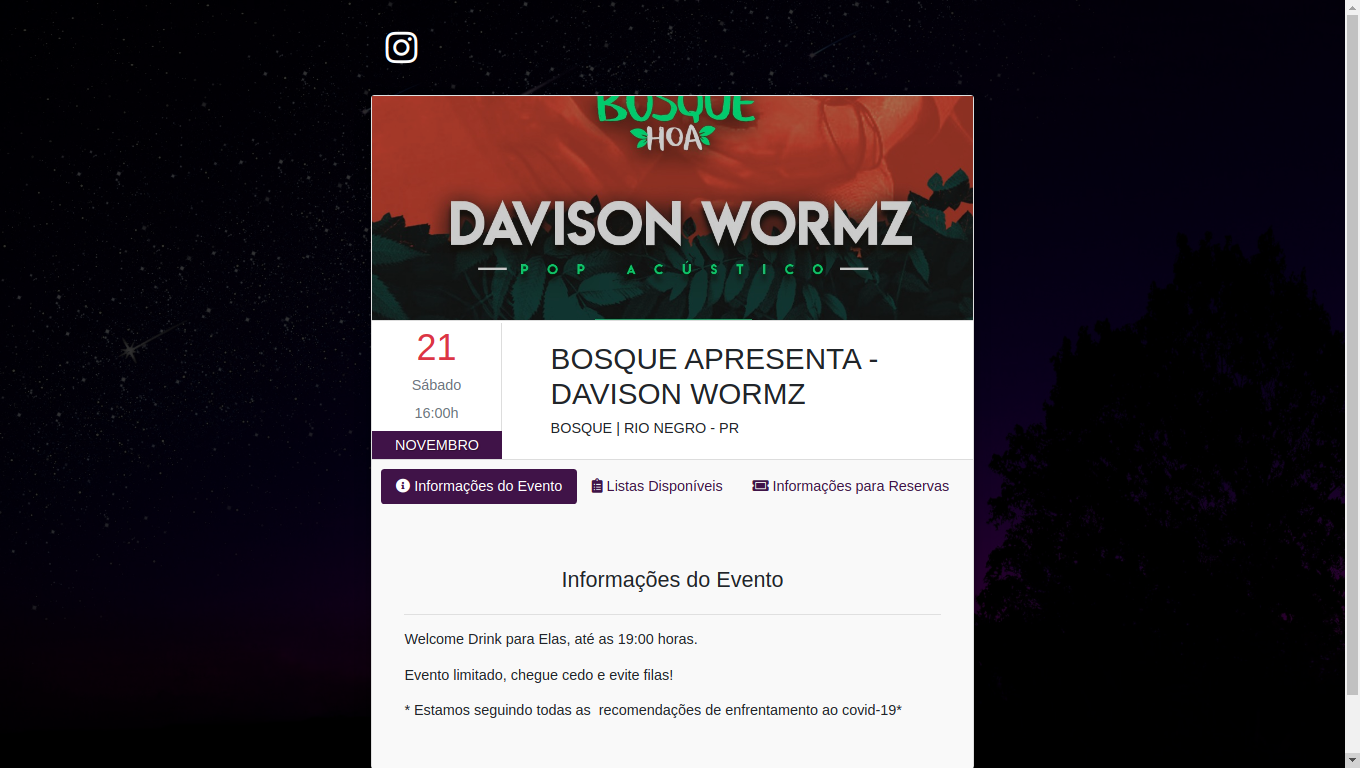 BOSQUE
HOA
DAVISON WORMZ
POP ACÚSTICO
21
Sábado
16:00h
NOVEMBRO
BOSQUE APRESENTA -
DAVISON WORMZ
BOSQUE | RIO NEGRO - PR
Informações do Evento
Listas Disponíveis
Informações para Reservas
Informações do Evento
Welcome Drink para Elas, até as 19:00 horas.
Evento limitado, chegue cedo e evite filas!
* Estamos seguindo todas as  recomendações de enfrentamento ao covid-19*